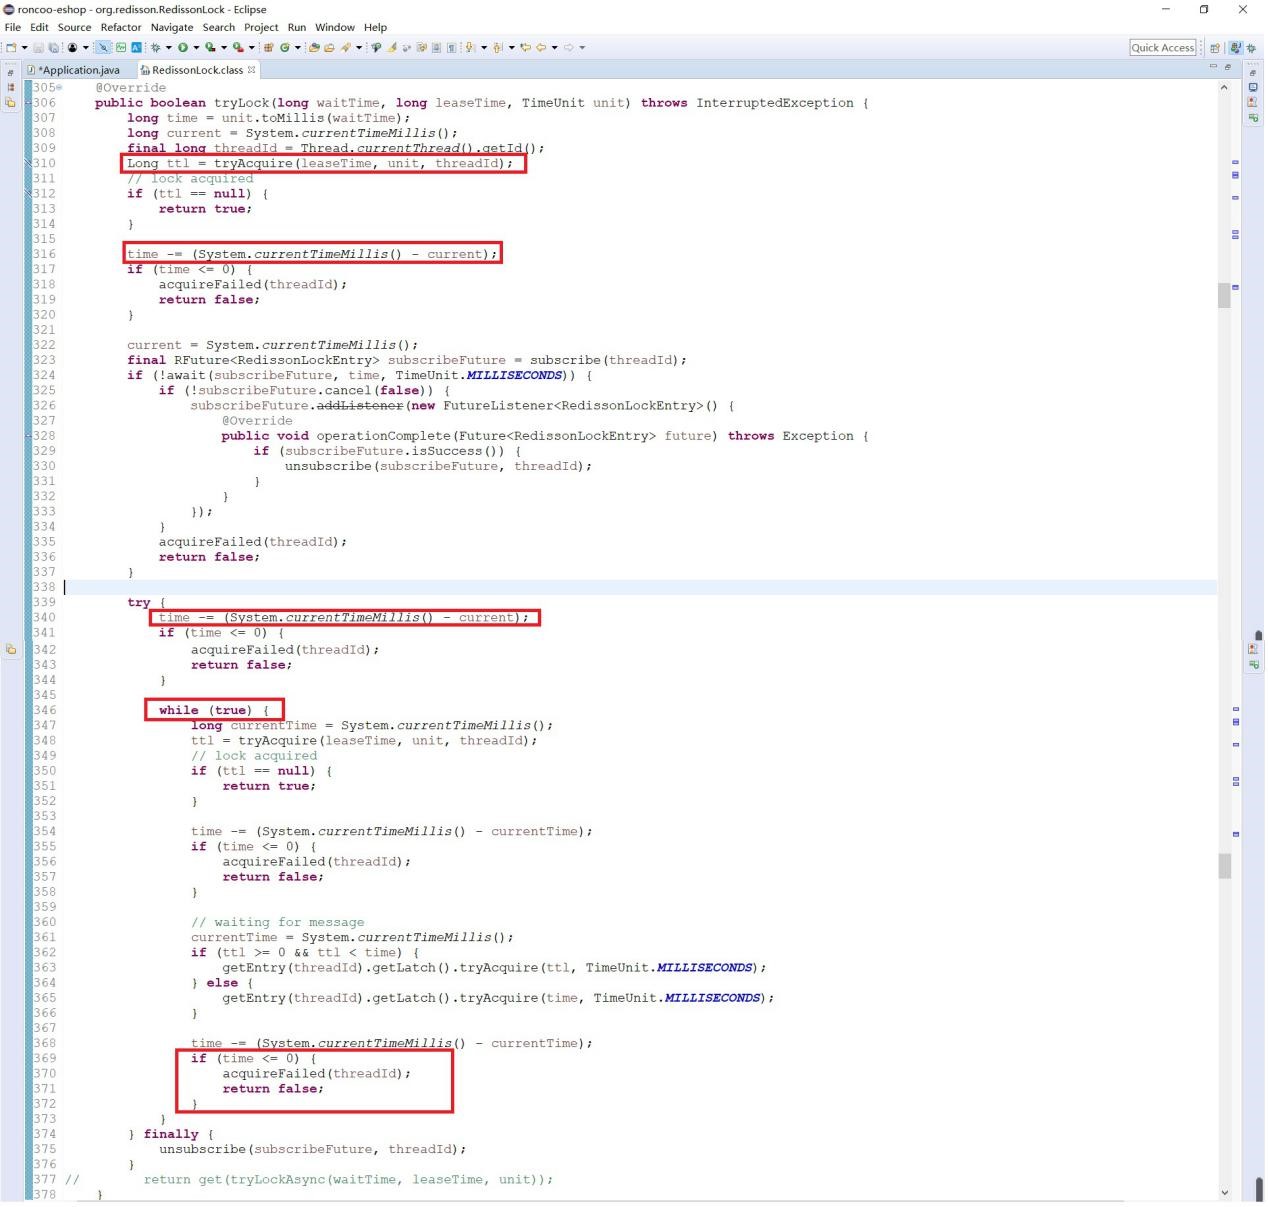 roncoo-eshop - org.redisson.RedissonLock - Eclipse
File Edit Source Refactor Navigate Search Project Run Window Help
Quick Access
*Application.java RedissonLock.class
305 @Override
306 public boolean tryLock(long waitTime, long leaseTime, TimeUnit unit) throws InterruptedException {
307 long time = unit.toMillis(waitTime);
308 long current = System.currentTimeMillis();
309 final long threadId = Thread.currentThread().getId();
310 Long ttl = tryAcquire(leaseTime, unit, threadId);
311 // lock acquired
312 if (ttl == null) {
313 return true;
314 }
315
316 time -= (System.currentTimeMillis() - current);
317 if (time <= 0) {
318 acquireFailed(threadId);
319 return false;
320 }
321
322 current = System.currentTimeMillis();
323 final RFuture<RedissonLockEntry> subscribeFuture = subscribe(threadId);
324 if (!await(subscribeFuture, time, TimeUnit.MILLISECONDS)) {
325 if (!subscribeFuture.cancel(false)) {
326 subscribeFuture.addListener(new FutureListener<RedissonLockEntry>() {
327 @Override
328 public void operationComplete(Future<RedissonLockEntry> future) throws Exception {
329 if (subscribeFuture.isSuccess()) {
330 unsubscribe(subscribeFuture, threadId);
331 }
332 }
333 });
334 }
335 acquireFailed(threadId);
336 return false;
337 }
338
339 try {
340 time -= (System.currentTimeMillis() - current);
341 if (time <= 0) {
342 acquireFailed(threadId);
343 return false;
344 }
345
346 while (true) {
347 long currentTime = System.currentTimeMillis();
348 ttl = tryAcquire(leaseTime, unit, threadId);
349 // lock acquired
350 if (ttl == null) {
351 return true;
352 }
353
354 time -= (System.currentTimeMillis() - currentTime);
355 if (time <= 0) {
356 acquireFailed(threadId);
357 return false;
358 }
359
360 // waiting for message
361 currentTime = System.currentTimeMillis();
362 if (ttl >= 0 && ttl < time) {
363 getEntry(threadId).getLatch().tryAcquire(ttl, TimeUnit.MILLISECONDS);
364 } else {
365 getEntry(threadId).getLatch().tryAcquire(time, TimeUnit.MILLISECONDS);
366 }
367
368 time -= (System.currentTimeMillis() - currentTime);
369 if (time <= 0) {
370 acquireFailed(threadId);
371 return false;
372 }
373 }
374 } finally {
375 unsubscribe(subscribeFuture, threadId);
376 }
377 // return get(tryLockAsync(waitTime, leaseTime, unit));
378 }